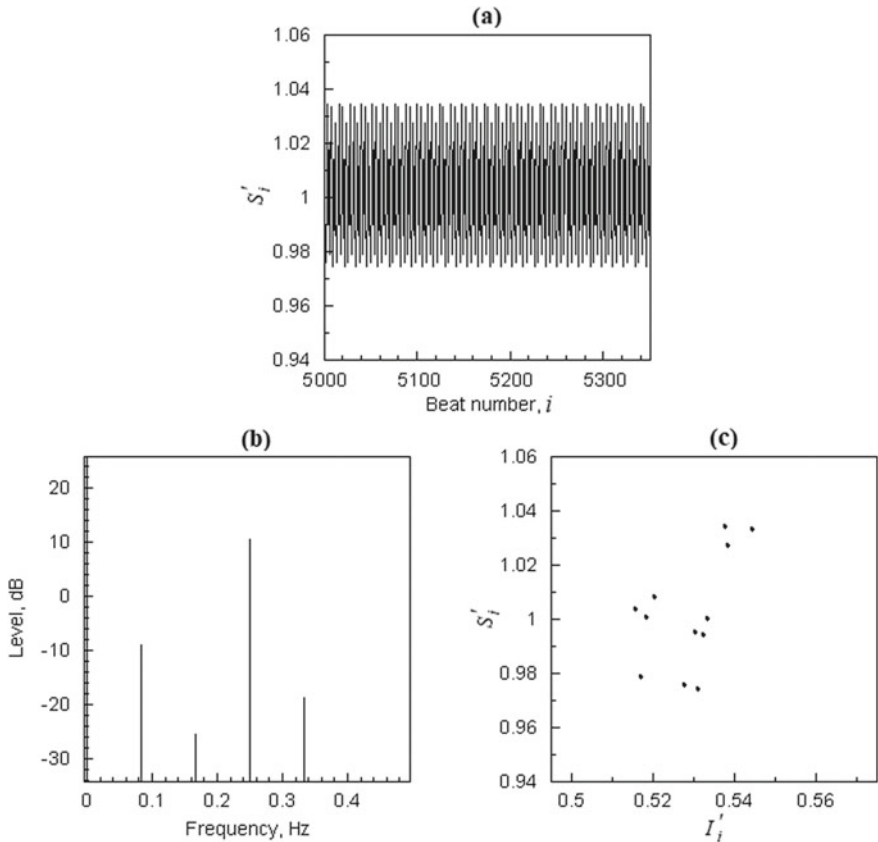 (a)
1.06
1.04
1.02
1
0.98
0.96
0.94
S'i
5000 5100 5200 5300
Beat number, i
(b)
20
10
0
-10
-20
-30
Level, dB
0 0.1 0.2 0.3 0.4
Frequency, Hz
(c)
1.06
1.04
1.02
1
0.98
0.96
0.94
S'i
0.5 0.52 0.54 0.56
I'i